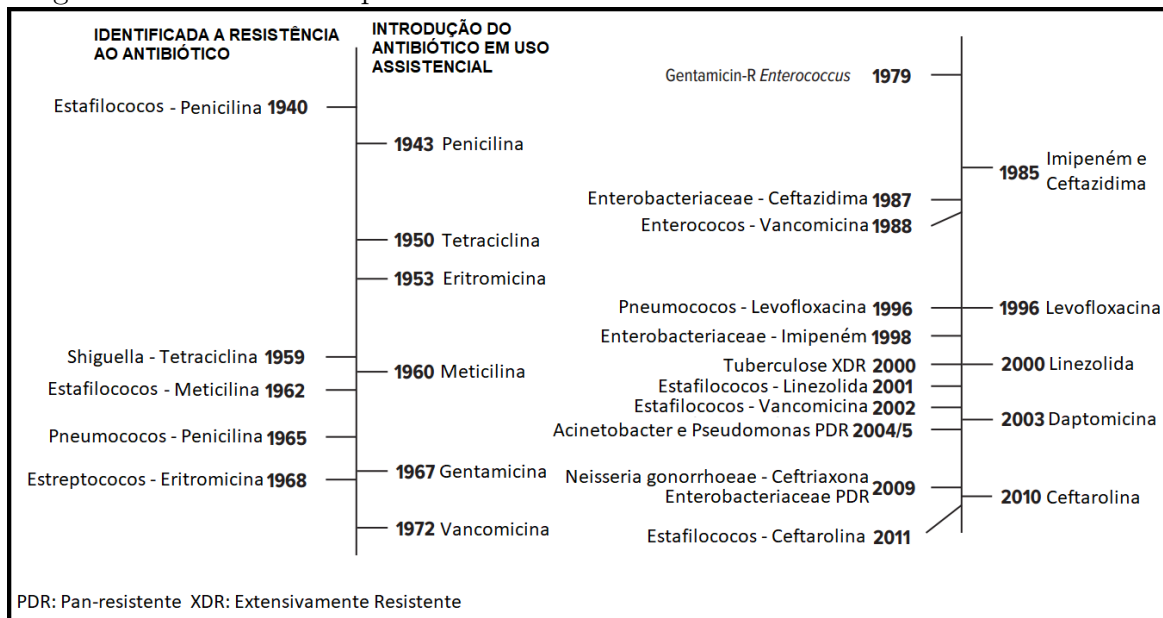 IDENTIFICADA A RESISTÊNCIA
AO ANTIBIÓTICO
INTRODUÇÃO DO
ANTIBIÓTICO EM USO
ASSISTENCIAL
Estafilococos - Penicilina 1940
1943 Penicilina
1950 Tetraciclina
1953 Eritromicina
Shiguella - Tetraciclina 1959
1960 Meticilina
Estafilococos - Meticilina 1962
Pneumococos - Penicilina 1965
1967 Gentamicina
Estreptococos - Eritromicina 1968
1972 Vancomicina
Gentamicin-R Enterococcus 1979
1985 Imipeném e
Ceftazidima
Enterobacteriaceae - Ceftazidima 1987
Enterococos - Vancomicina 1988
Pneumococos - Levofloxacina 1996
1996 Levofloxacina
Enterobacteriaceae - Imipeném 1998
Tuberculose XDR 2000
2000 Linezolida
Estafilococos - Linezolida 2001
Estafilococos - Vancomicina 2002
2003 Daptomicina
Acinetobacter e Pseudomonas PDR 2004/5
Neisseria gonorrhoeae - Ceftriaxona
Enterobacteriaceae PDR 2009
2010 Ceftarolina
Estafilococos - Ceftarolina 2011
PDR: Pan-resistente XDR: Extensivamente Resistente